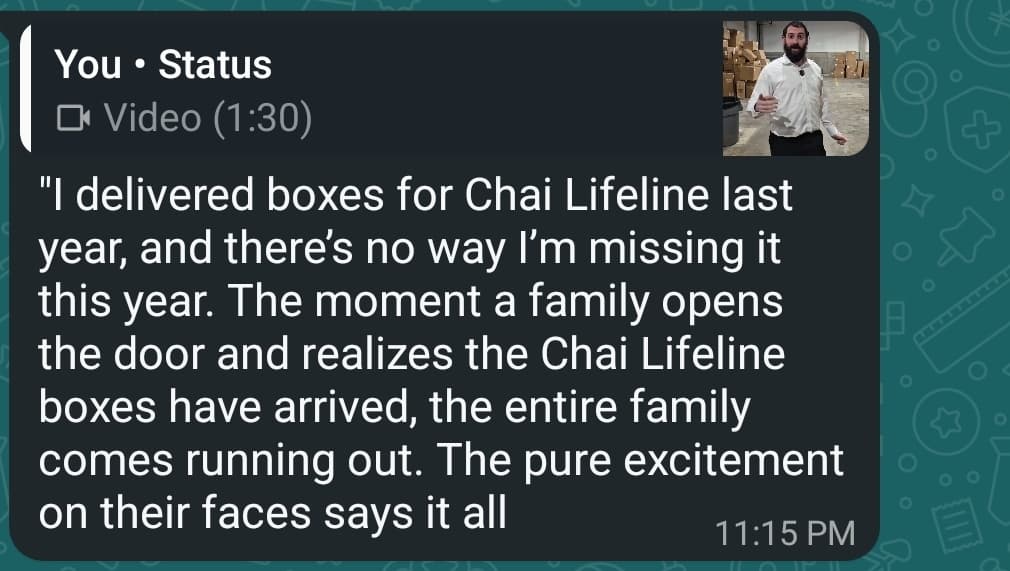 You • Status
Video (1:30)
"I delivered boxes for Chai Lifeline last
year, and there’s no way I’m missing it
this year. The moment a family opens
the door and realizes the Chai Lifeline
boxes have arrived, the entire family
comes running out. The pure excitement
on their faces says it all
11:15 PM